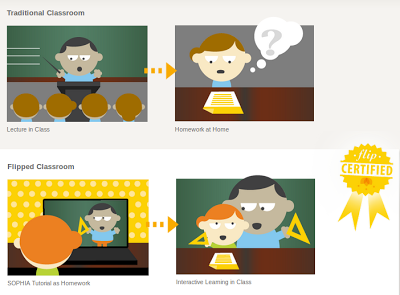 Traditional Classroom
?
Lecture in Class
Homework at Home
Flipped Classroom
flip
CERTIFIED
SOPHIA Tutorial as Homework
Interactive Learning in Class